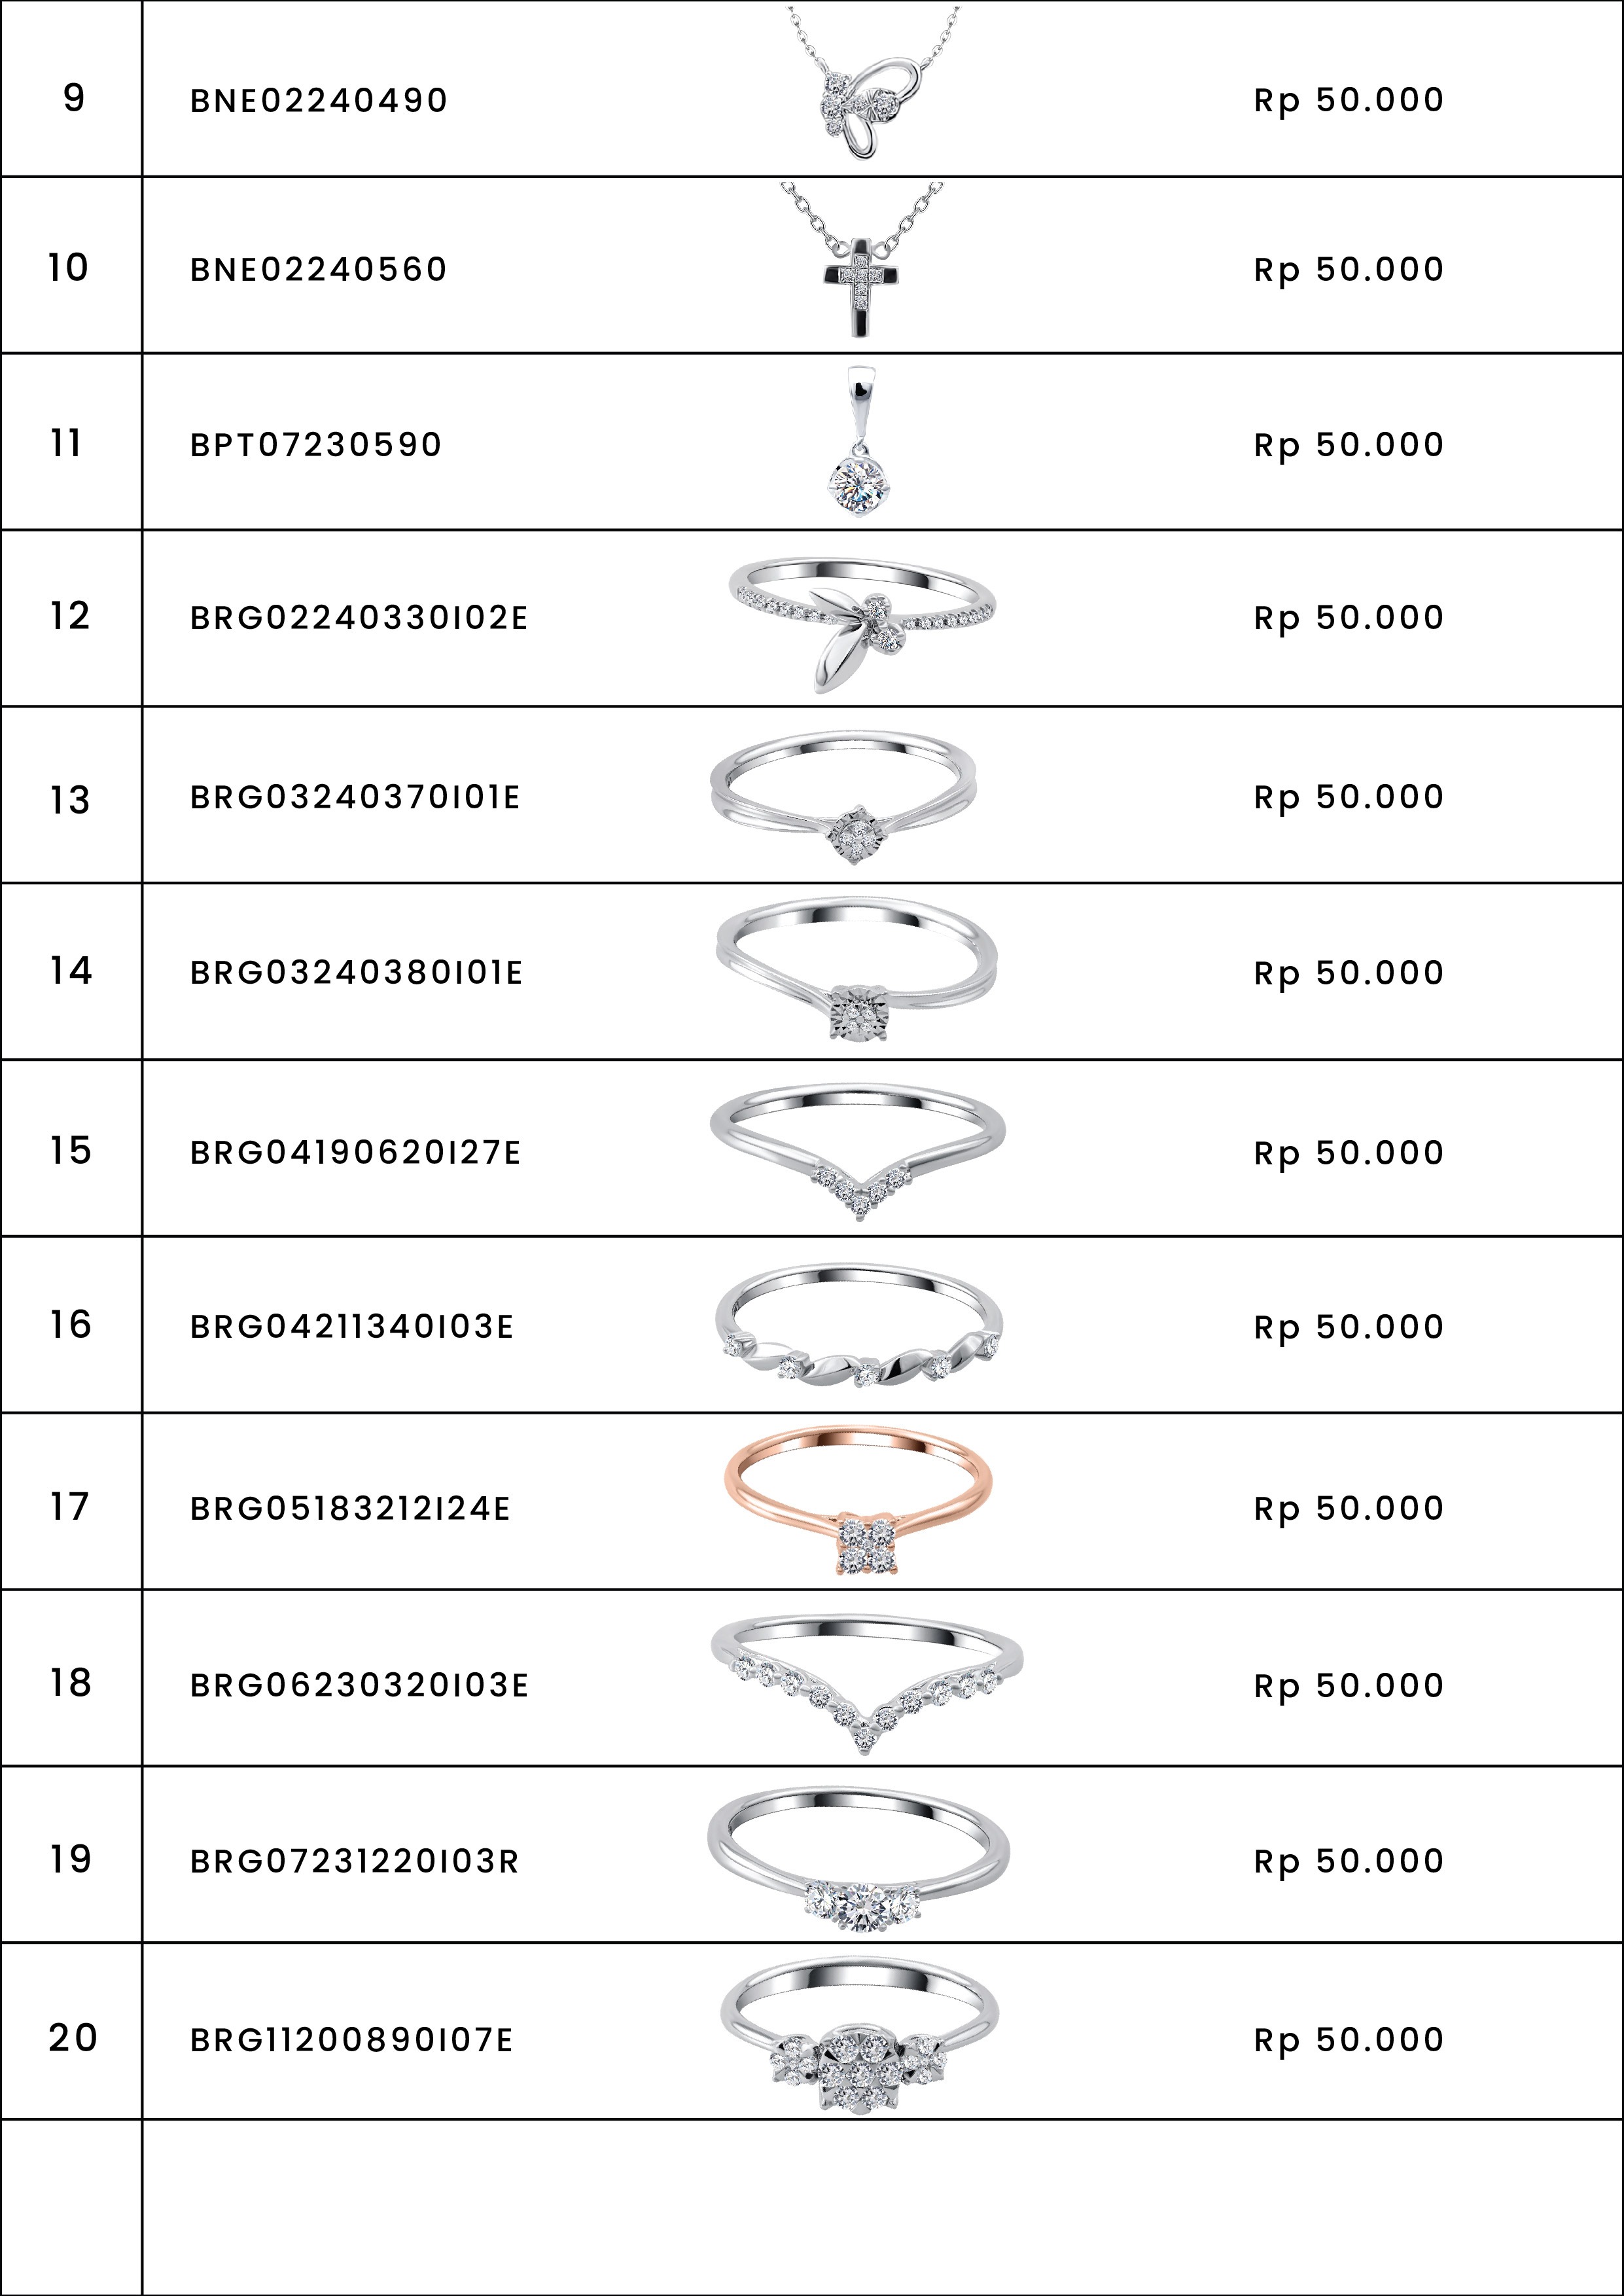 9 BNE02240490 Rp 50.000
10 BNE02240560 Rp 50.000
11 BPT07230590 Rp 50.000
12 BRG02240330I02E Rp 50.000
13 BRG03240370I01E Rp 50.000
14 BRG03240380I01E Rp 50.000
15 BRG04190620I27E Rp 50.000
16 BRG04211340I03E Rp 50.000
17 BRG05183212I24E Rp 50.000
18 BRG06230320I03E Rp 50.000
19 BRG07231220I03R Rp 50.000
20 BRG11200890I07E Rp 50.000